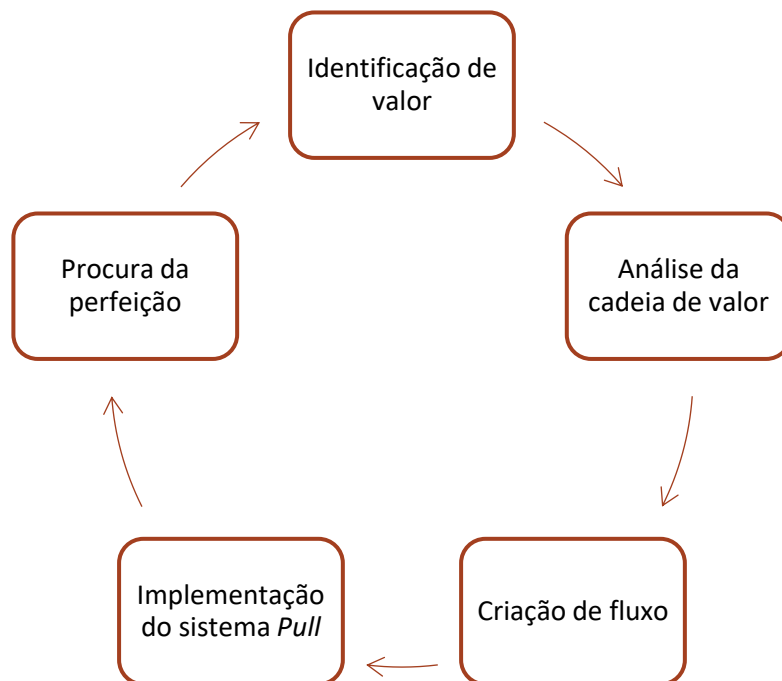 Identificação de
valor
Análise da
cadeia de valor
Criação de fluxo
Implementação
do sistema Pull
Procura da
perfeição